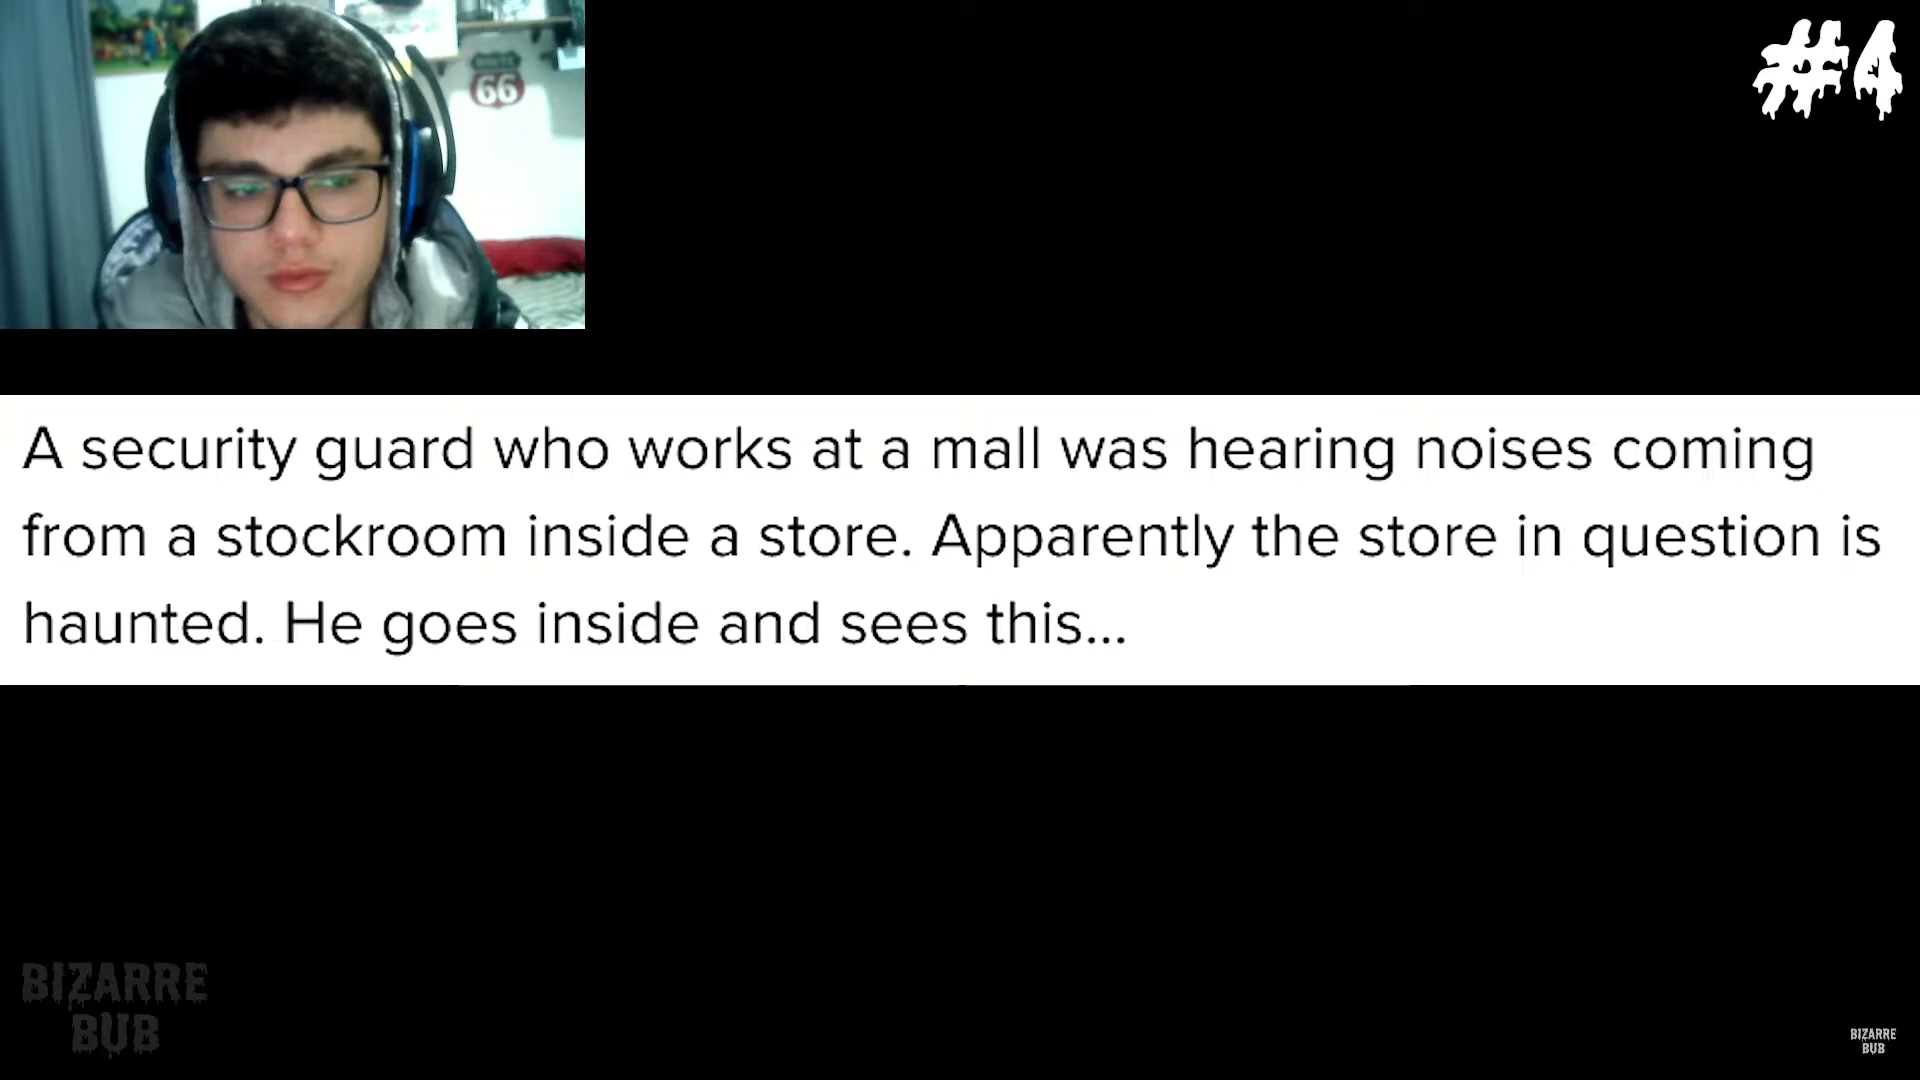 #4
ROUTE
66
A security guard who works at a mall was hearing noises coming
from a stockroom inside a store. Apparently the store in question is
haunted. He goes inside and sees this...
BIZARRE
BUB
BIZARRE
BUB